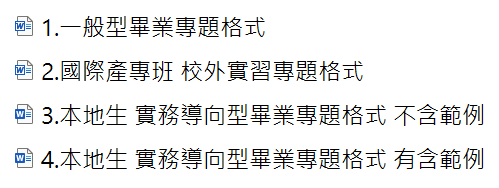 1.一般型畢業專題格式
2.國際產專班 校外實習專題格式
3.本地生 實務導向型畢業專題格式 不含範例
4.本地生 實務導向型畢業專題格式 有含範例